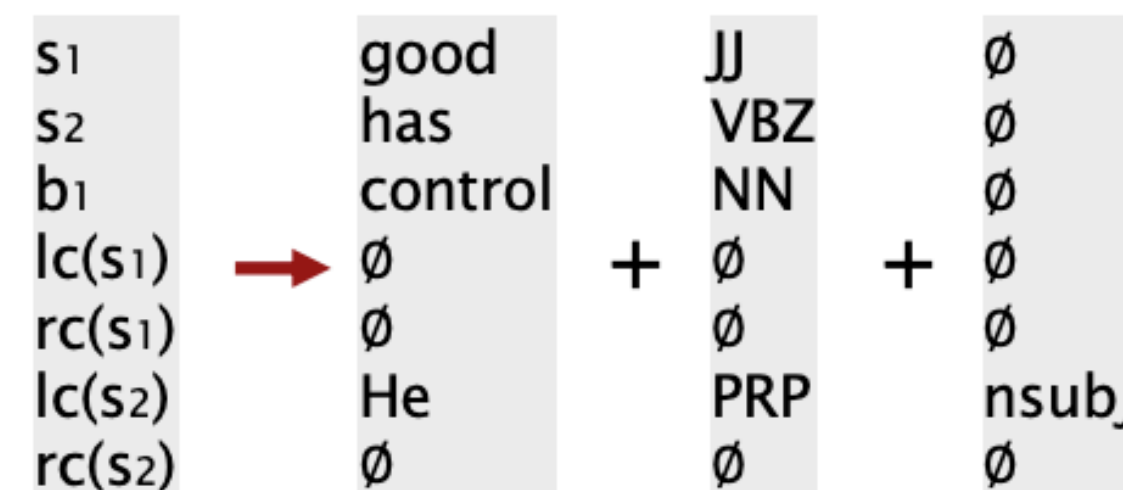 s1 good JJ Ø
s2 has VBZ Ø
b1 control NN Ø
lc(s1) → Ø + Ø + Ø
rc(s1) Ø Ø Ø
lc(s2) He PRP nsubj
rc(s2) Ø Ø Ø